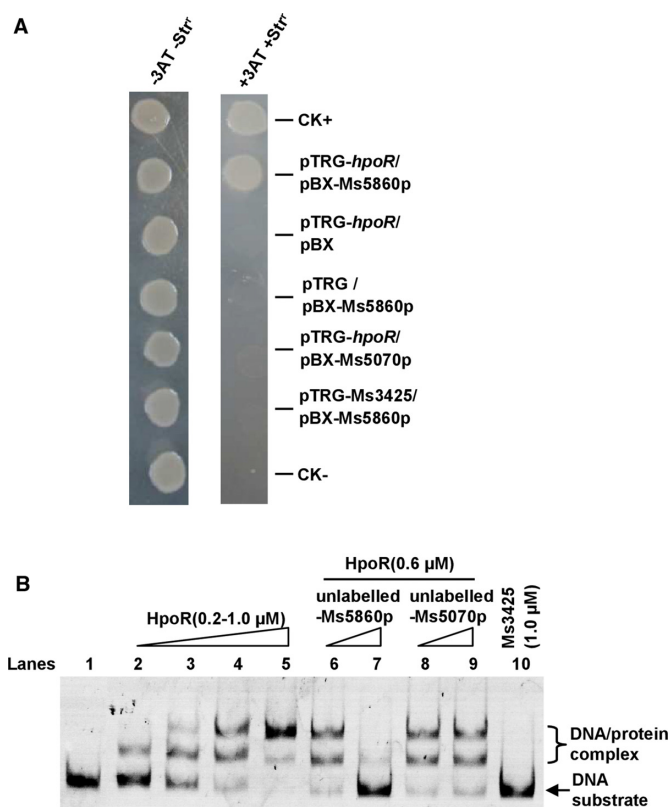 A
-3AT -Strʳ
+3AT +Strʳ
CK+
pTRG-hpoR/
pBX-Ms5860p
pTRG-hpoR/
pBX
pTRG /
pBX-Ms5860p
pTRG-hpoR/
pBX-Ms5070p
pTRG-Ms3425/
pBX-Ms5860p
CK-
B
HpoR(0.6 µM)
HpoR(0.2-1.0 µM)
unlabelled
-Ms5860p
unlabelled
-Ms5070p
Ms3425
(1.0 µM)
Lanes 1 2 3 4 5 6 7 8 9 10
DNA/protein
complex
DNA
substrate